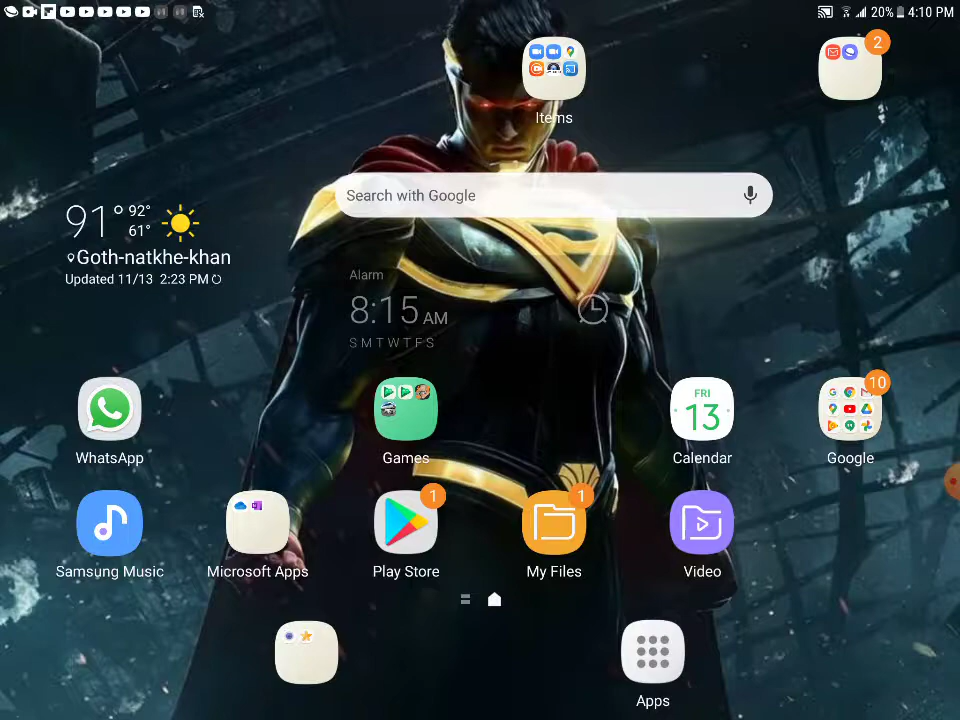 20% 4:10 PM
2
Items
Search with Google
91° 92°
61°
Goth-natkhe-khan
Updated 11/13 2:23 PM
Alarm
8:15 AM
S M T W T F S
FRI
13
10
WhatsApp
Games
Calendar
Google
1
1
Samsung Music
Microsoft Apps
Play Store
My Files
Video
Apps